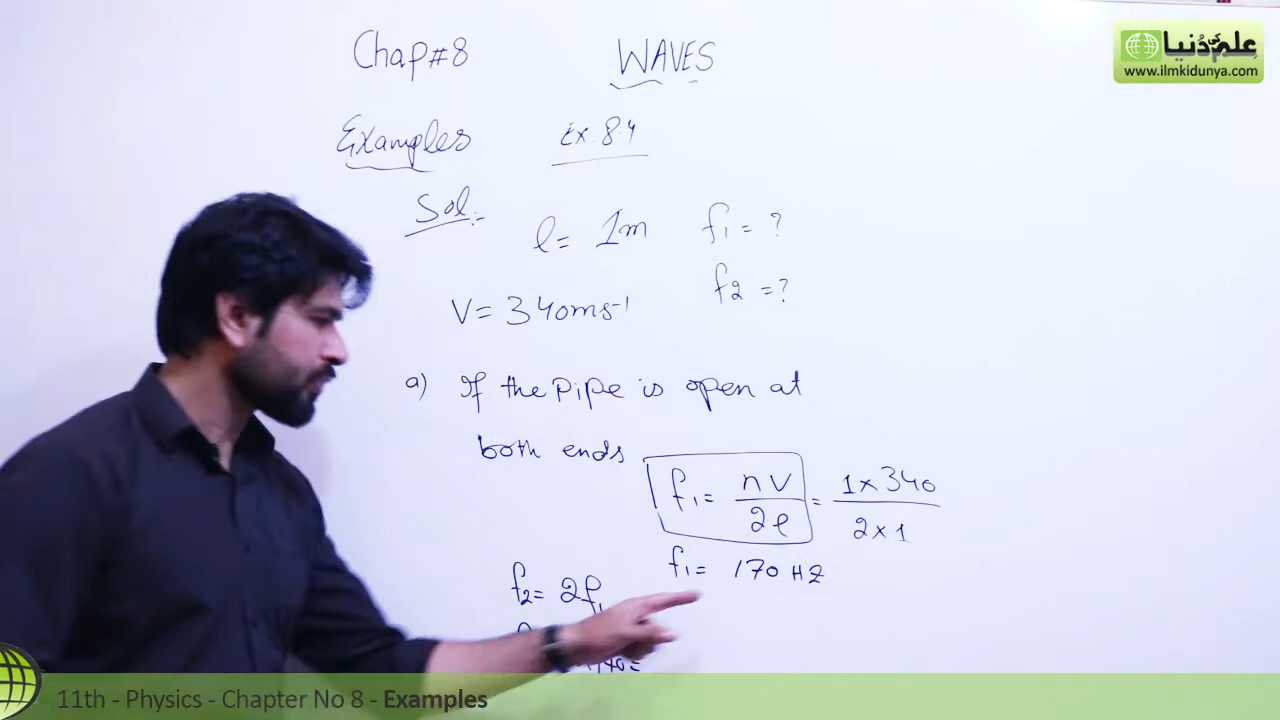 Chap#8 WAVES
علم کی دُنیا
www.ilmkidunya.com
Examples Ex. 8.4
Sol:-
l = 1m f1 = ?
f2 = ?
V = 340ms-1
a) If the Pipe is open at
both ends
f1 = nV/2l = 1x340/2x1
f1 = 170 HZ
f2 = 2f1
11th - Physics - Chapter No 8 - Examples